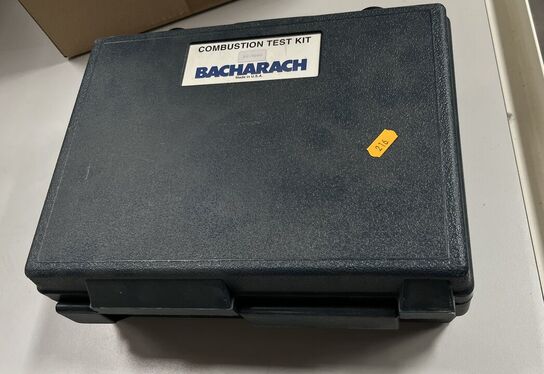 COMBUSTION TEST KIT
BACHARACH
Made in U.S.A.
216